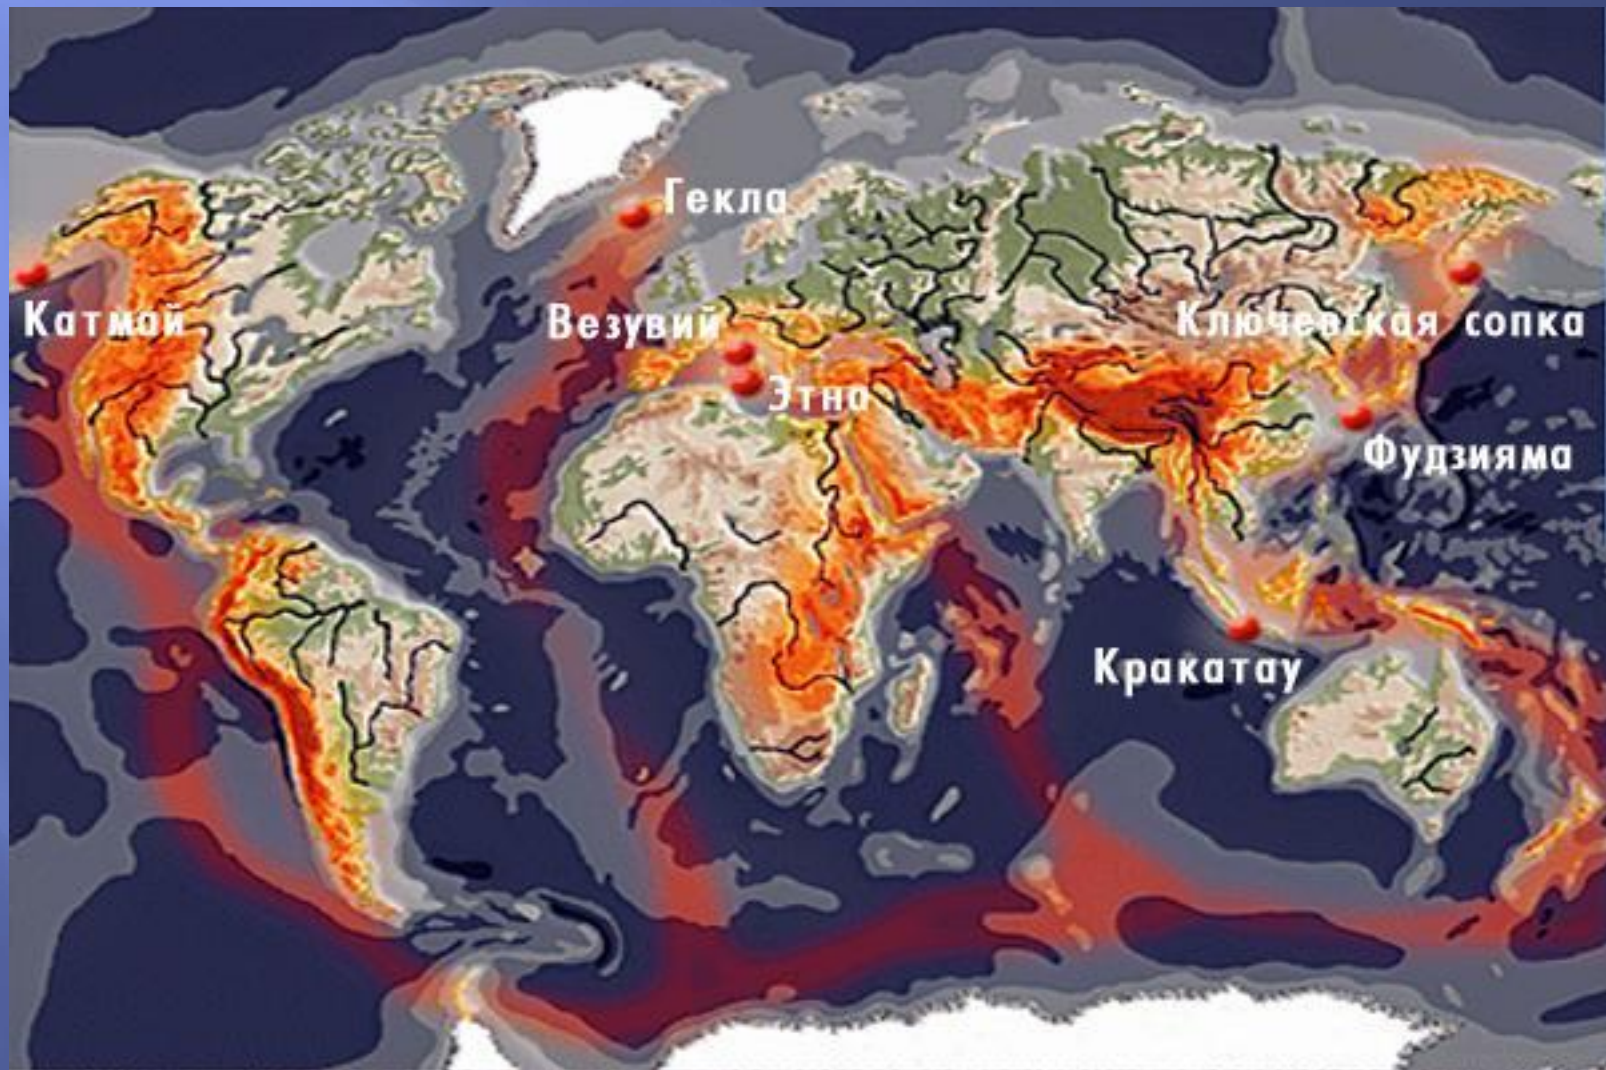 Гекла
Катмай
Везувий
Ключевская сопка
Этна
Фудзияма
Кракатау